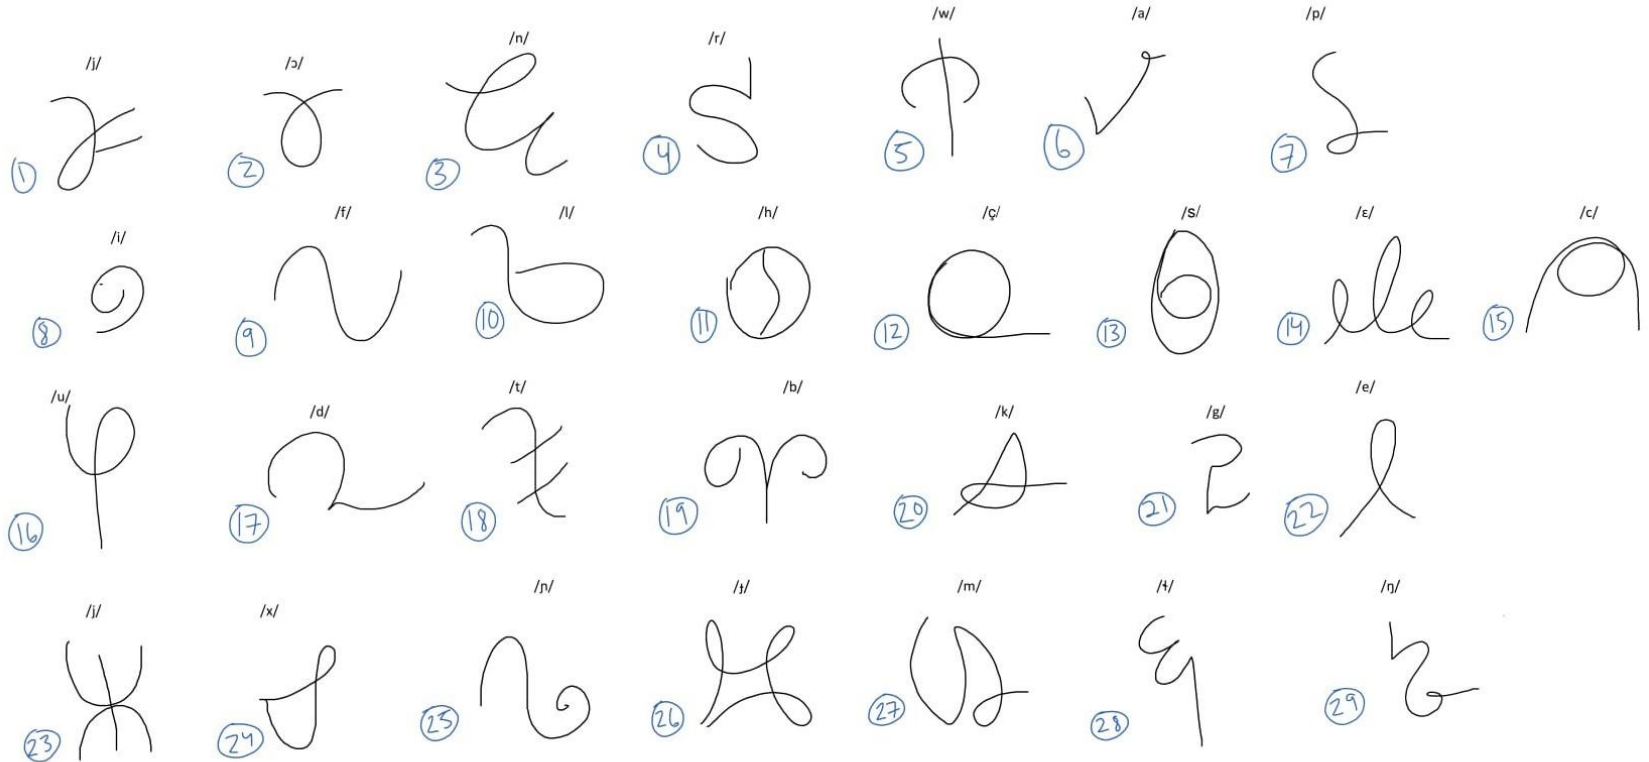 /j/ /ɔ/ /n/ /r/ /w/ /a/ /p/
1 2 3 4 5 6 7
/i/ /f/ /l/ /h/ /ç/ /s/ /ɛ/ /c/
8 9 10 11 12 13 14 15
/u/ /d/ /t/ /b/ /k/ /g/ /e/
16 17 18 19 20 21 22
/j/ /x/ /ɲ/ /ɟ/ /m/ /ɬ/ /ŋ/
23 24 25 26 27 28 29